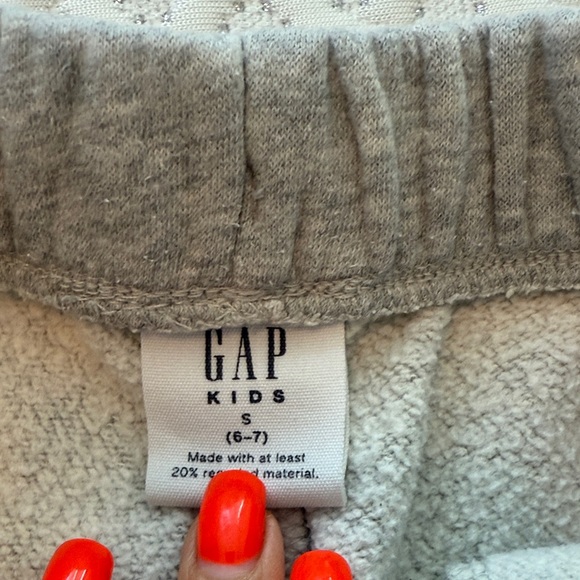 GAP
KIDS
S
(6-7)
Made with at least
20% material.